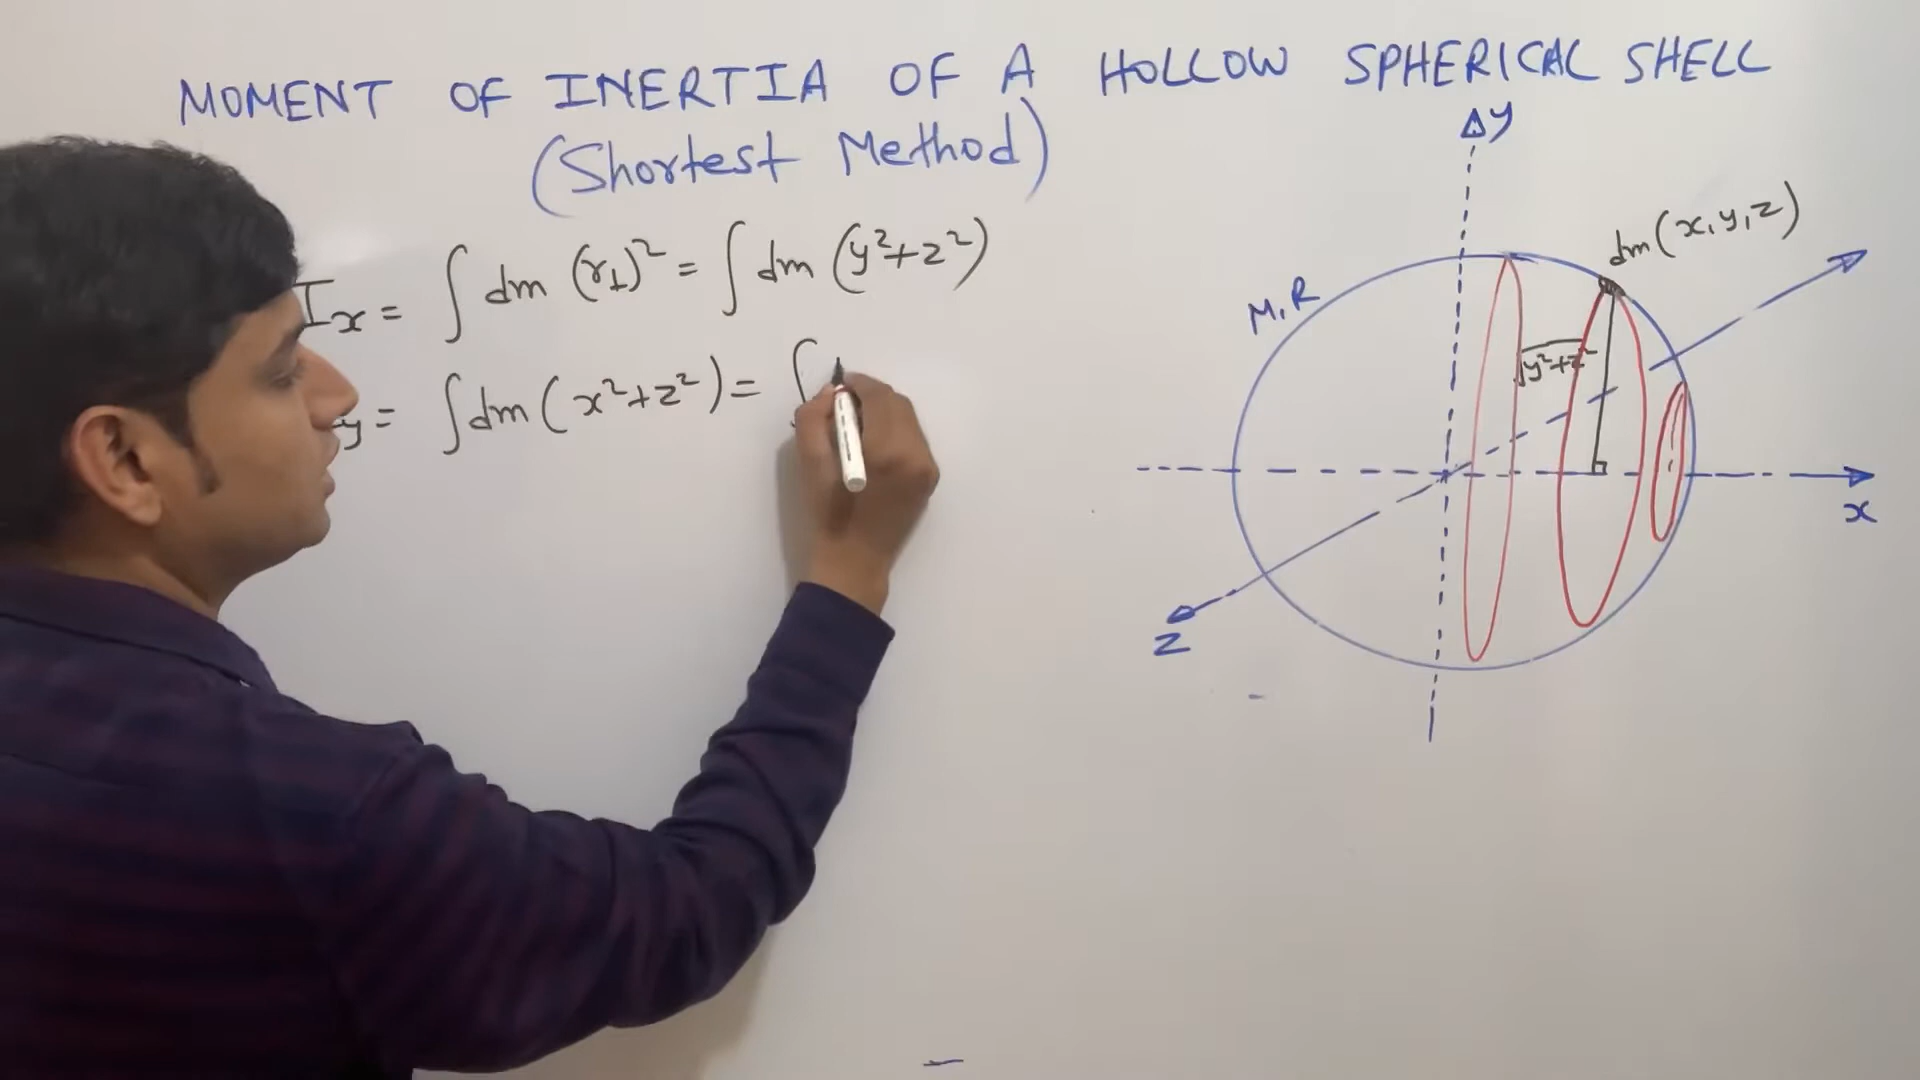 MOMENT OF INERTIA OF A HOLLOW SPHERICAL SHELL
(Shortest Method)
Ix = ∫ dm (r⊥)² = ∫ dm (y²+z²)
y = ∫ dm (x²+z²) = ∫
y
dm (x, y, z)
M, R
√y²+z²
x
z